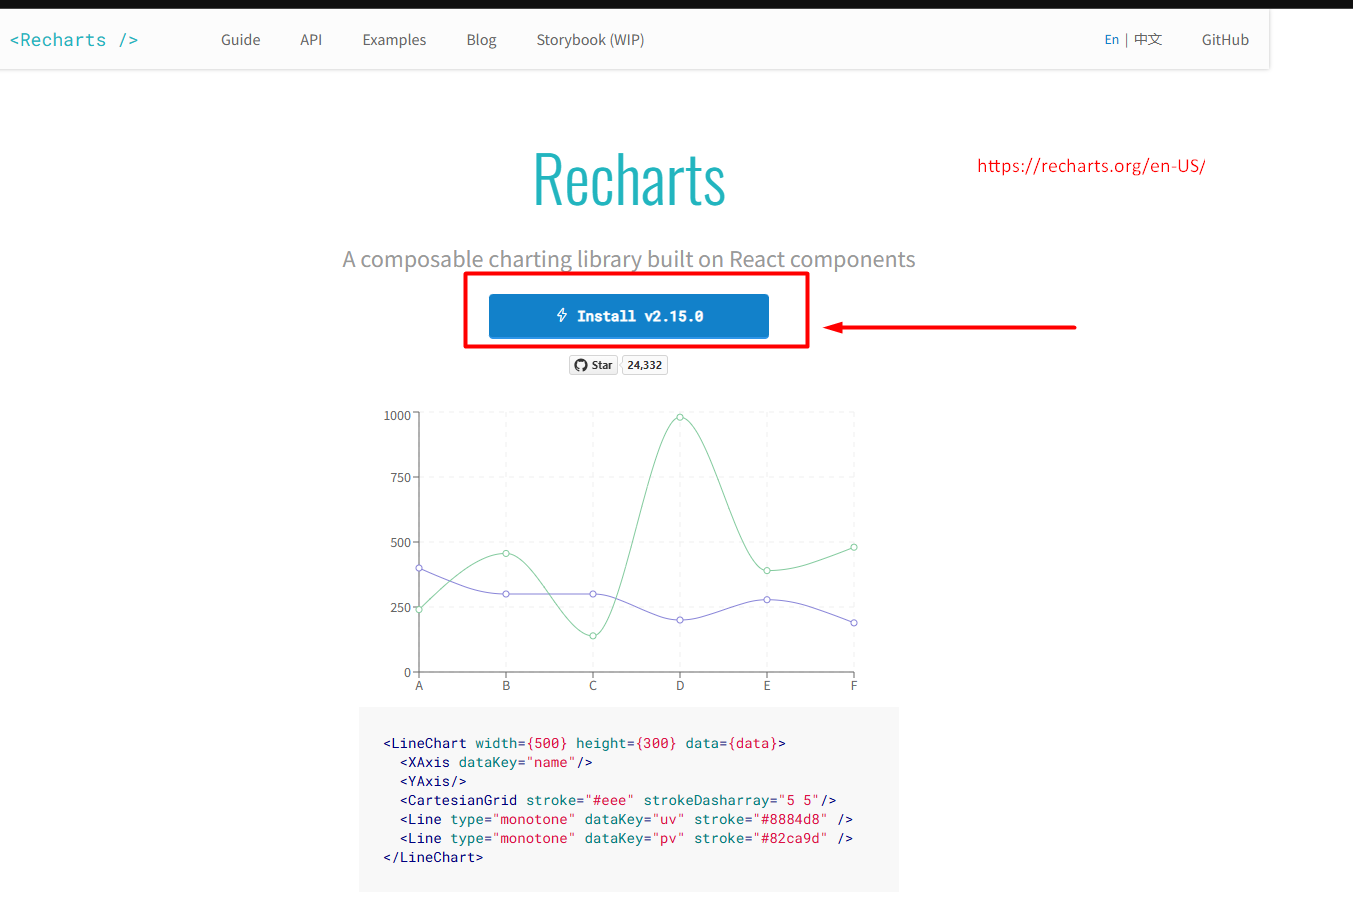 <Recharts /> Guide API Examples Blog Storybook (WIP) En | 中文 GitHub
Recharts
https://recharts.org/en-US/
A composable charting library built on React components
Install v2.15.0
Star 24,332
1000
750
500
250
0
A B C D E F
<LineChart width={500} height={300} data={data}>
  <XAxis dataKey="name"/>
  <YAxis/>
  <CartesianGrid stroke="#eee" strokeDasharray="5 5"/>
  <Line type="monotone" dataKey="uv" stroke="#8884d8" />
  <Line type="monotone" dataKey="pv" stroke="#82ca9d" />
</LineChart>